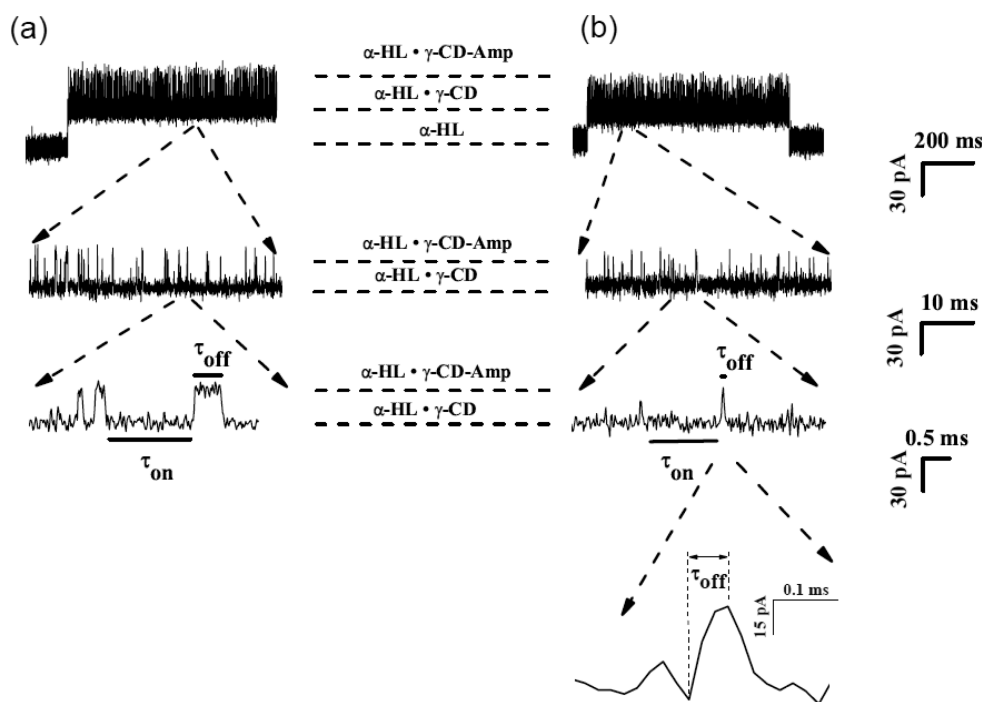 (a)
(b)
α-HL • γ-CD-Amp
α-HL • γ-CD
α-HL
200 ms
30 pA
α-HL • γ-CD-Amp
α-HL • γ-CD
10 ms
30 pA
τoff
α-HL • γ-CD-Amp
α-HL • γ-CD
τon
τoff
τon
0.5 ms
30 pA
τoff
0.1 ms
15 pA